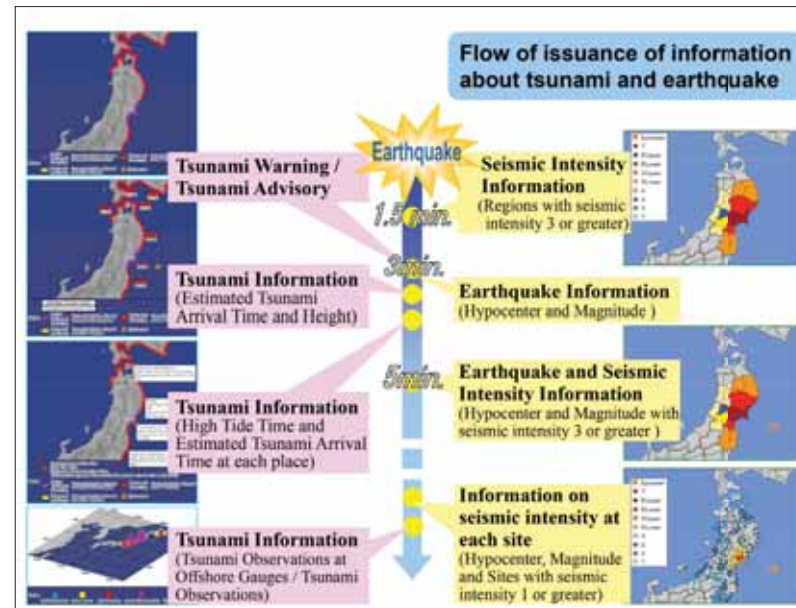 Flow of issuance of information
about tsunami and earthquake
Earthquake
Tsunami Warning /
Tsunami Advisory
Seismic Intensity
Information
(Regions with seismic
intensity 3 or greater)
1.5 min.
3min.
Tsunami Information
(Estimated Tsunami
Arrival Time and Height)
Earthquake Information
(Hypocenter and Magnitude )
5min.
Earthquake and Seismic
Intensity Information
(Hypocenter and Magnitude with
seismic intensity 3 or greater )
Tsunami Information
(High Tide Time and
Estimated Tsunami Arrival
Time at each place)
Information on
seismic intensity at
each site
(Hypocenter, Magnitude
and Sites with seismic
intensity 1 or greater)
Tsunami Information
(Tsunami Observations at
Offshore Gauges / Tsunami
Observations)